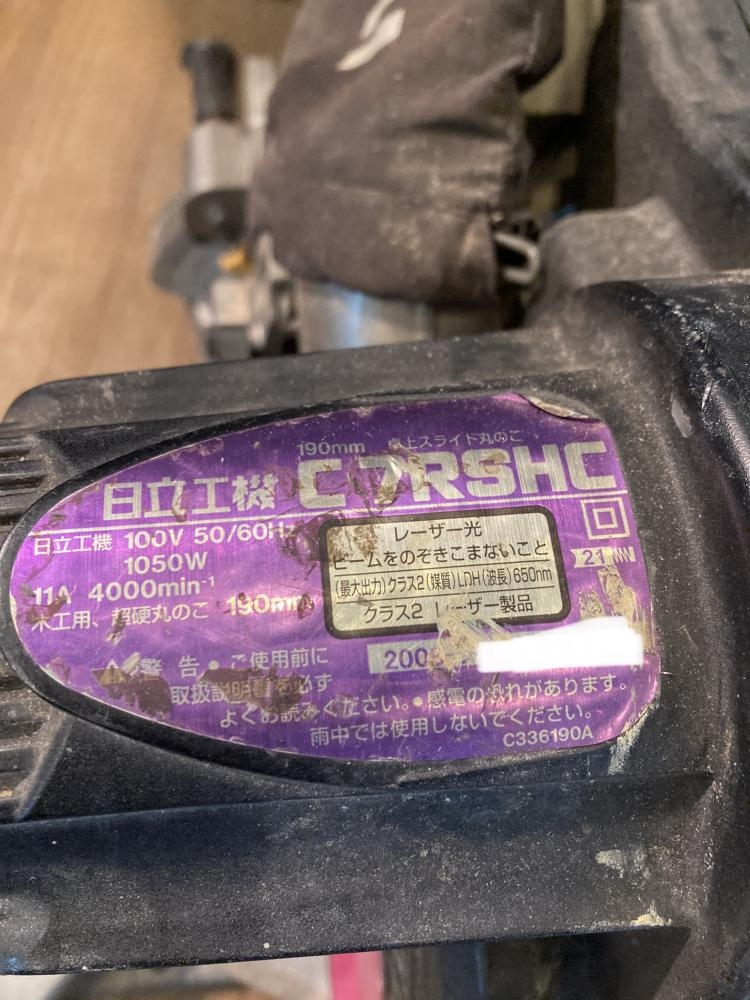 190mm 卓上スライド丸のこ
日立工機 C 7RSHC
日立工機 100V 50/60Hz
1050W
11A 4000min⁻¹
木工用、超硬丸のこ 190mm
レーザー光
ビームをのぞきこまないこと
(最大出力)クラス2(媒質)LDH(波長)650nm
クラス2 レーザー製品
21
200
警告 ● ご使用前に
取扱説明書を必ず
よくお読みください。● 感電の恐れがあります。
雨中では使用しないでください。
C336190A